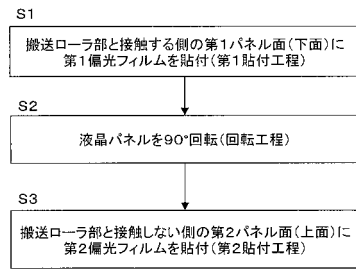 S1
搬送ローラ部と接触する側の第1パネル面(下面)に
第1偏光フィルムを貼付(第1貼付工程)
S2
液晶パネルを90°回転(回転工程)
S3
搬送ローラ部と接触しない側の第2パネル面(上面)に
第2偏光フィルムを貼付(第2貼付工程)